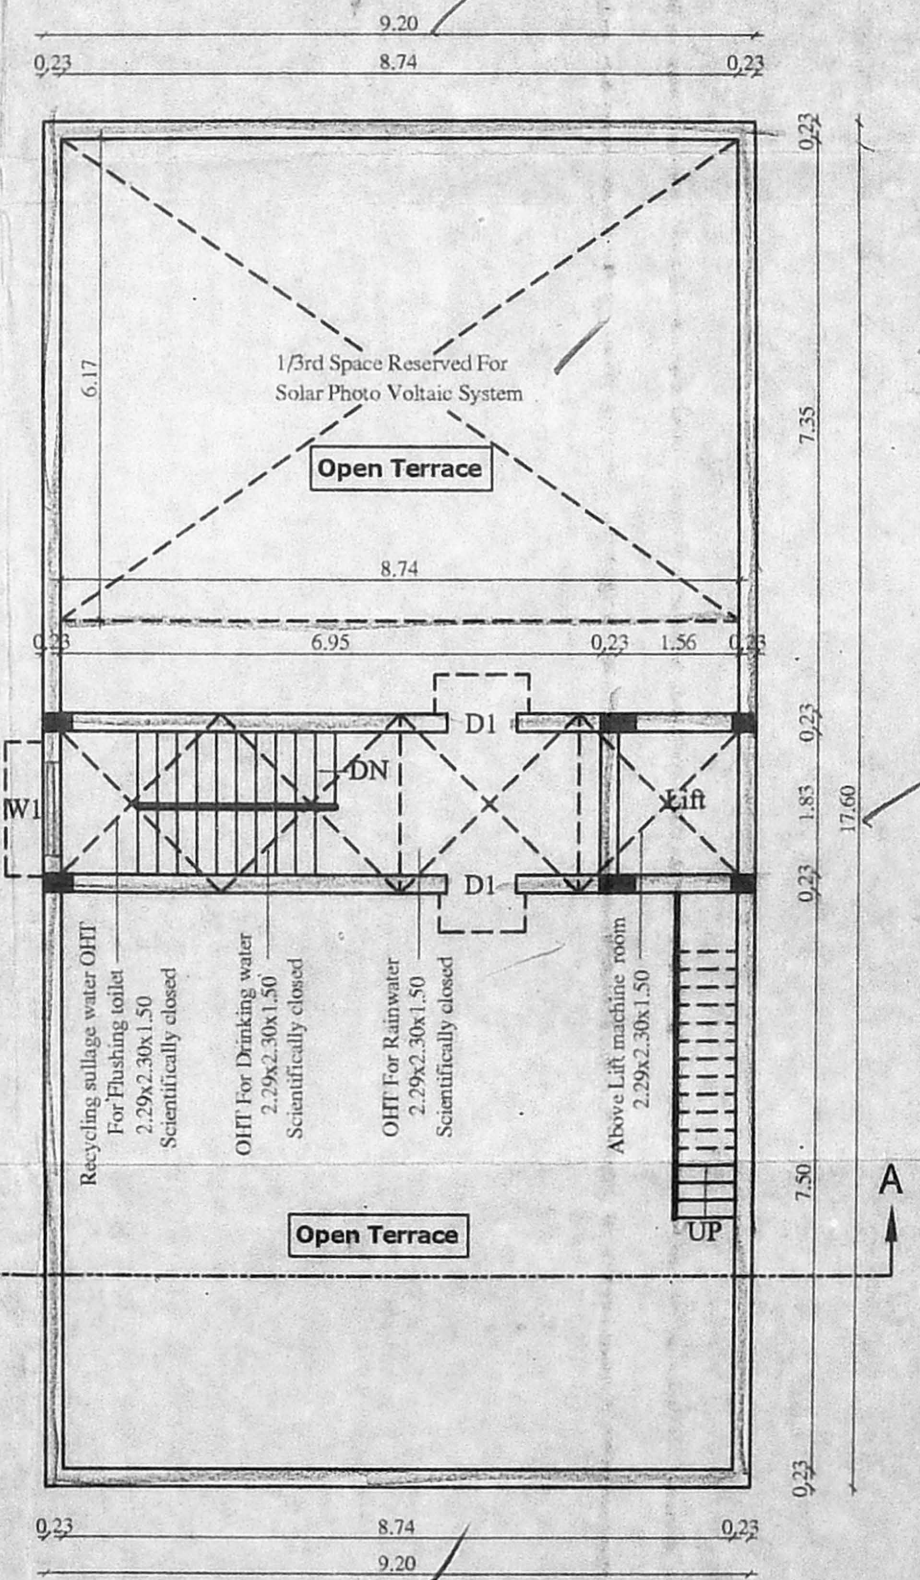 9.20
0,23 8.74 0,23
0,23
6.17
1/3rd Space Reserved For
Solar Photo Voltaic System
Open Terrace
7.35
8.74
0,23 6.95 0,23 1.56 0,23
D1
0,23
DN
W1
Lift
1.83
17.60
D1
0,23
Recycling sullage water OHT
For Flushing toilet
2.29x2.30x1.50
Scientifically closed
OHT For Drinking water
2.29x2.30x1.50
Scientifically closed
OHT For Rainwater
2.29x2.30x1.50
Scientifically closed
Above Lift machine room
2.29x2.30x1.50
7.50
A
UP
Open Terrace
0,23
0,23 8.74 0,23
9.20